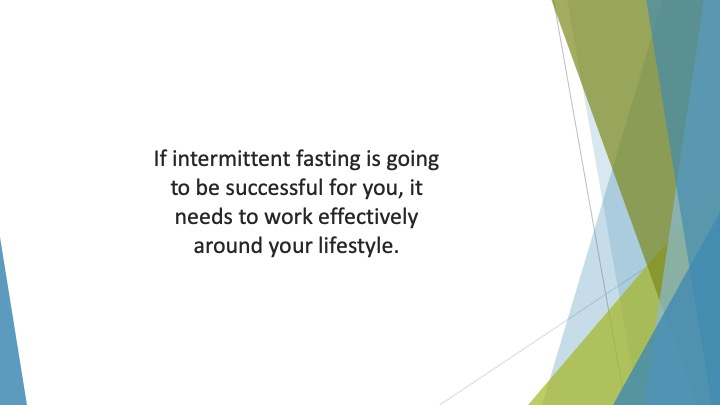 If intermittent fasting is going
to be successful for you, it
needs to work effectively
around your lifestyle.